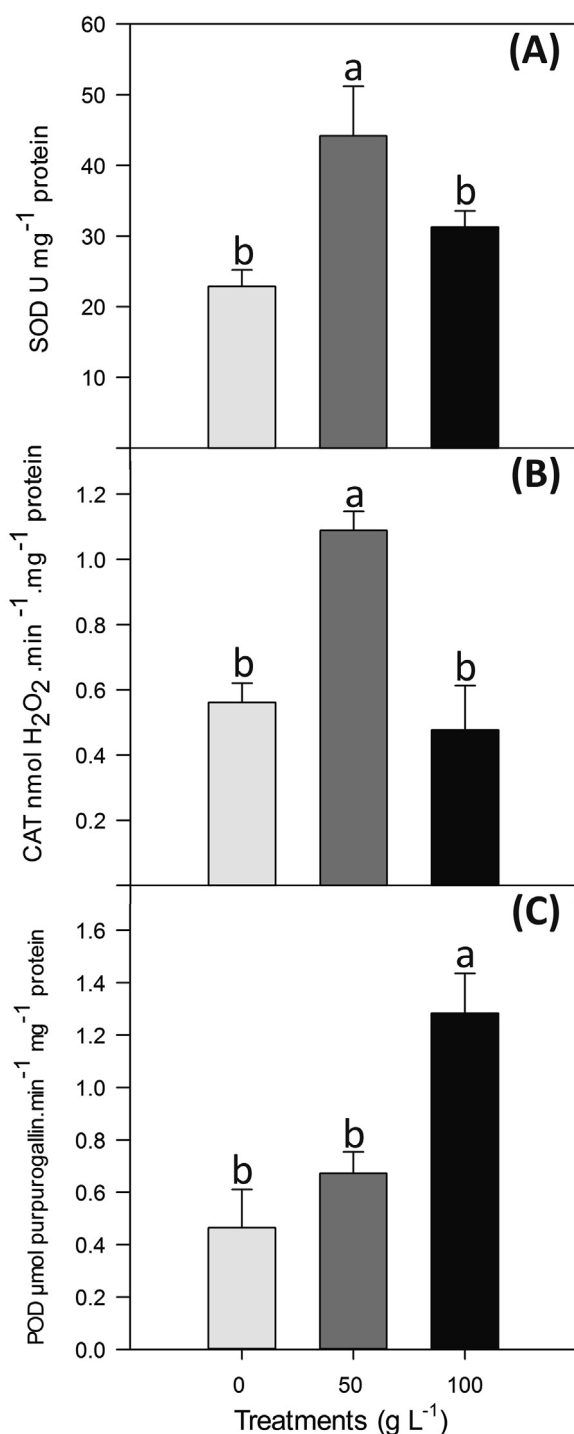 (A)
SOD U mg⁻¹ protein
60
50
40
30
20
10
b
a
b
(B)
CAT nmol H₂O₂ .min⁻¹.mg⁻¹ protein
1.2
1.0
0.8
0.6
0.4
0.2
b
a
b
(C)
POD µmol purpurogallin.min⁻¹ mg⁻¹ protein
1.6
1.4
1.2
1.0
0.8
0.6
0.4
0.2
0.0
b
b
a
0 50 100
Treatments (g L⁻¹)